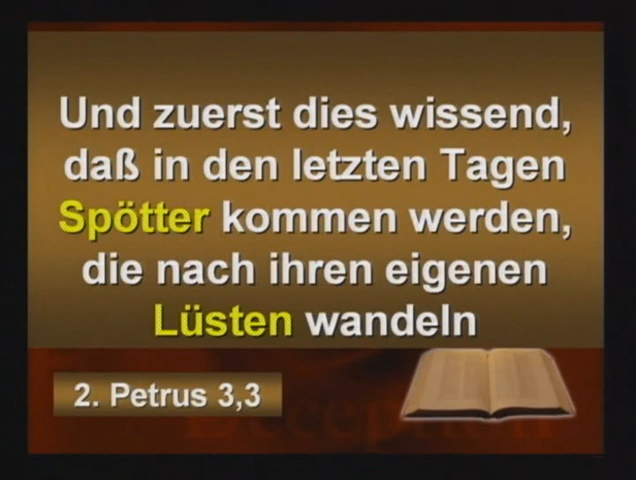 Und zuerst dies wissend,
daß in den letzten Tagen
Spötter kommen werden,
die nach ihren eigenen
Lüsten wandeln
2. Petrus 3,3
Deception